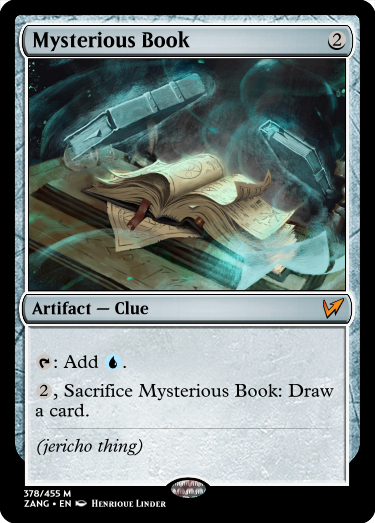 Mysterious Book 2
Artifact — Clue
: Add .
2, Sacrifice Mysterious Book: Draw
a card.
(jericho thing)
378/455 M
ZANG • EN Henrique Linder